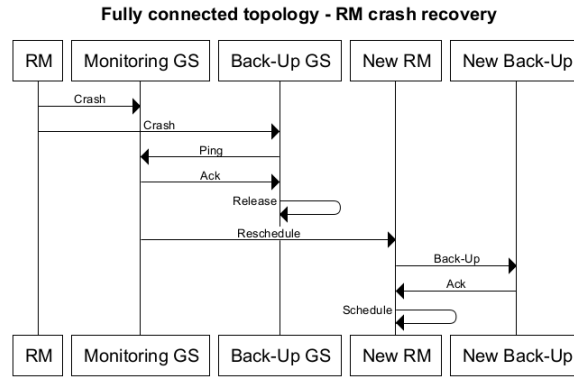 Fully connected topology - RM crash recovery
RM Monitoring GS Back-Up GS New RM New Back-Up
Crash
Crash
Ping
Ack
Release
Reschedule
Back-Up
Ack
Schedule
RM Monitoring GS Back-Up GS New RM New Back-Up